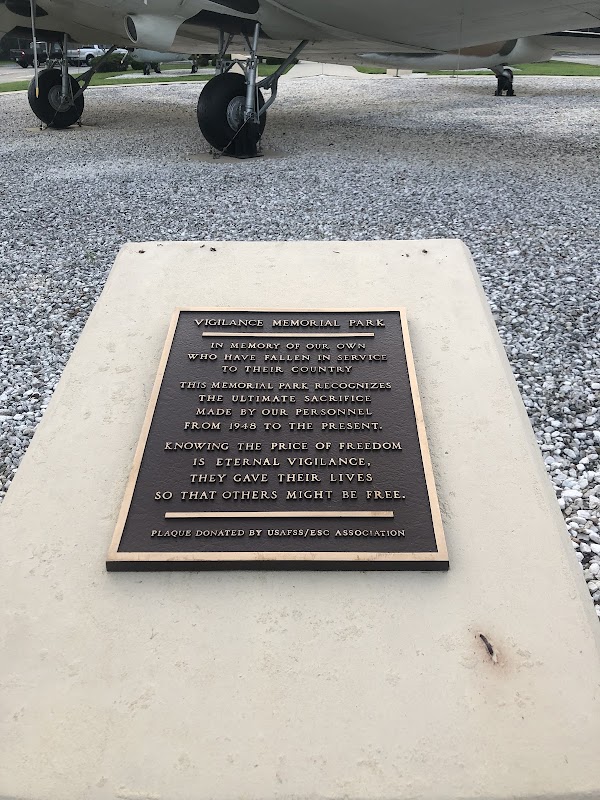 VIGILANCE MEMORIAL PARK
IN MEMORY OF OUR OWN
WHO HAVE FALLEN IN SERVICE
TO THEIR COUNTRY
THIS MEMORIAL PARK RECOGNIZES
THE ULTIMATE SACRIFICE
MADE BY OUR PERSONNEL
FROM 1948 TO THE PRESENT.
KNOWING THE PRICE OF FREEDOM
IS ETERNAL VIGILANCE,
THEY GAVE THEIR LIVES
SO THAT OTHERS MIGHT BE FREE.
PLAQUE DONATED BY USAFSS/ESC ASSOCIATION